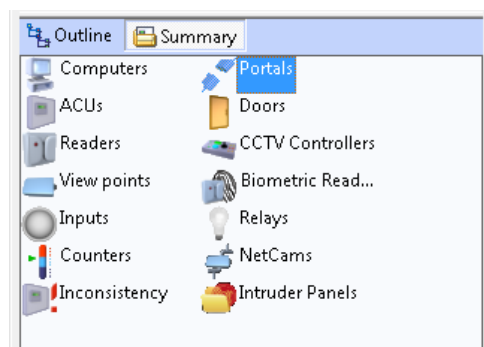 Outline Summary
Computers Portals
ACUs Doors
Readers CCTV Controllers
View points Biometric Read...
Inputs Relays
Counters NetCams
Inconsistency Intruder Panels